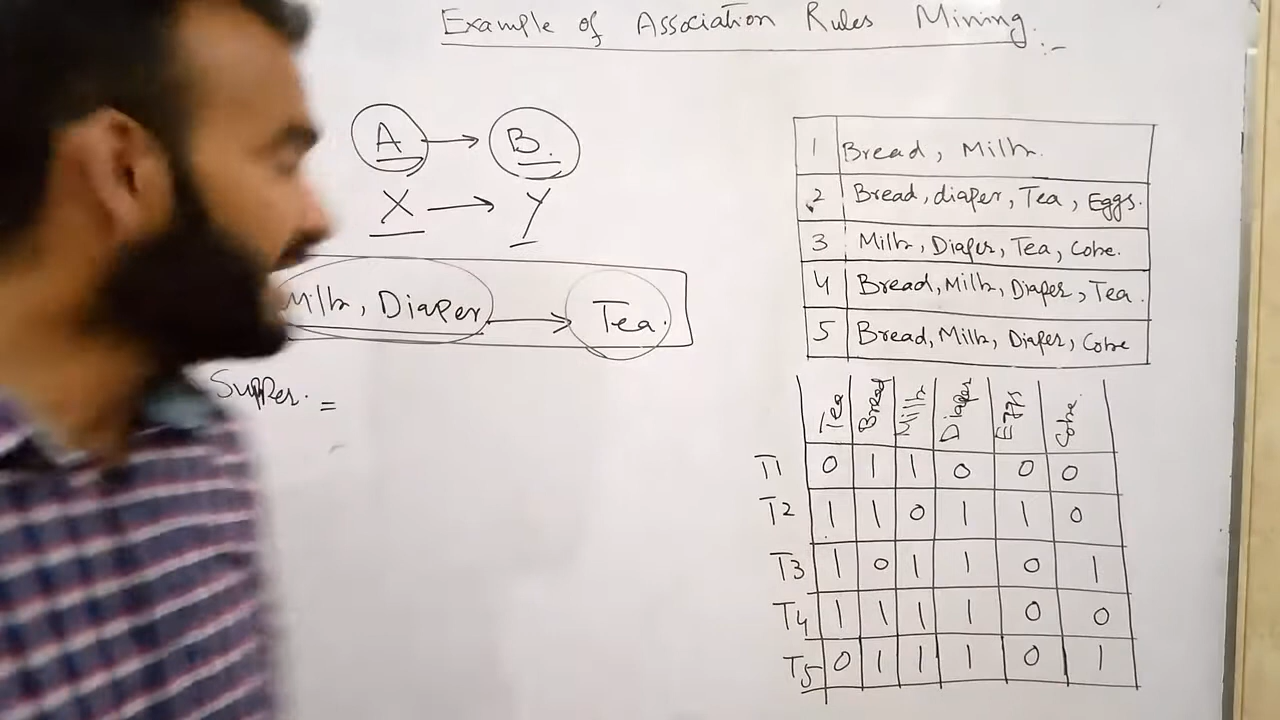 Example of Association Rules Mining :-
A → B.
X → Y
Milk, Diaper → Tea.
Supper. =
1 Bread, Milk.
2 Bread, diaper, Tea, Eggs.
3 Milk, Diaper, Tea, Coke.
4 Bread, Milk, Diaper, Tea.
5 Bread, Milk, Diaper, Coke
Tea Bread Milk Diaper Eggs Coke.
T1 0 1 1 0 0 0
T2 1 1 0 1 1 0
T3 1 0 1 1 0 1
T4 1 1 1 1 0 0
T5 0 1 1 1 0 1